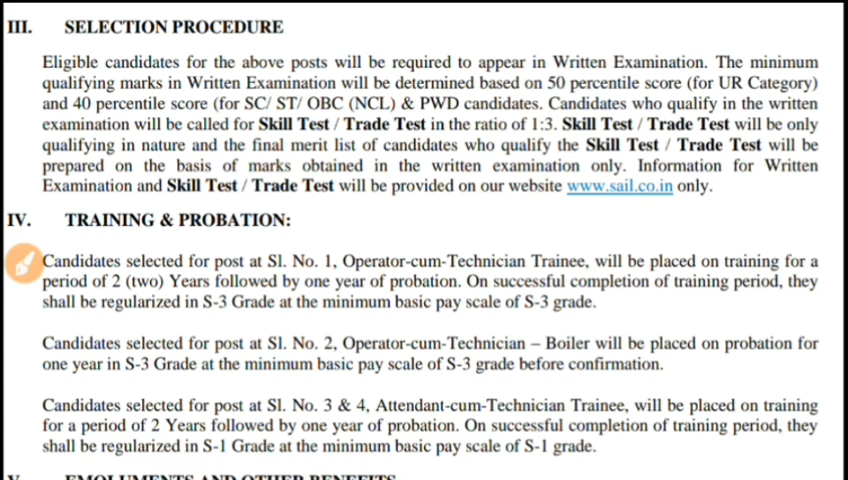 III. SELECTION PROCEDURE
Eligible candidates for the above posts will be required to appear in Written Examination. The minimum
qualifying marks in Written Examination will be determined based on 50 percentile score (for UR Category)
and 40 percentile score (for SC/ ST/ OBC (NCL) & PWD candidates. Candidates who qualify in the written
examination will be called for Skill Test / Trade Test in the ratio of 1:3. Skill Test / Trade Test will be only
qualifying in nature and the final merit list of candidates who qualify the Skill Test / Trade Test will be
prepared on the basis of marks obtained in the written examination only. Information for Written
Examination and Skill Test / Trade Test will be provided on our website www.sail.co.in only.
IV. TRAINING & PROBATION:
Candidates selected for post at Sl. No. 1, Operator-cum-Technician Trainee, will be placed on training for a
period of 2 (two) Years followed by one year of probation. On successful completion of training period, they
shall be regularized in S-3 Grade at the minimum basic pay scale of S-3 grade.
Candidates selected for post at Sl. No. 2, Operator-cum-Technician – Boiler will be placed on probation for
one year in S-3 Grade at the minimum basic pay scale of S-3 grade before confirmation.
Candidates selected for post at Sl. No. 3 & 4, Attendant-cum-Technician Trainee, will be placed on training
for a period of 2 Years followed by one year of probation. On successful completion of training period, they
shall be regularized in S-1 Grade at the minimum basic pay scale of S-1 grade.
V. EMOLUMENTS AND OTHER BENEFITS